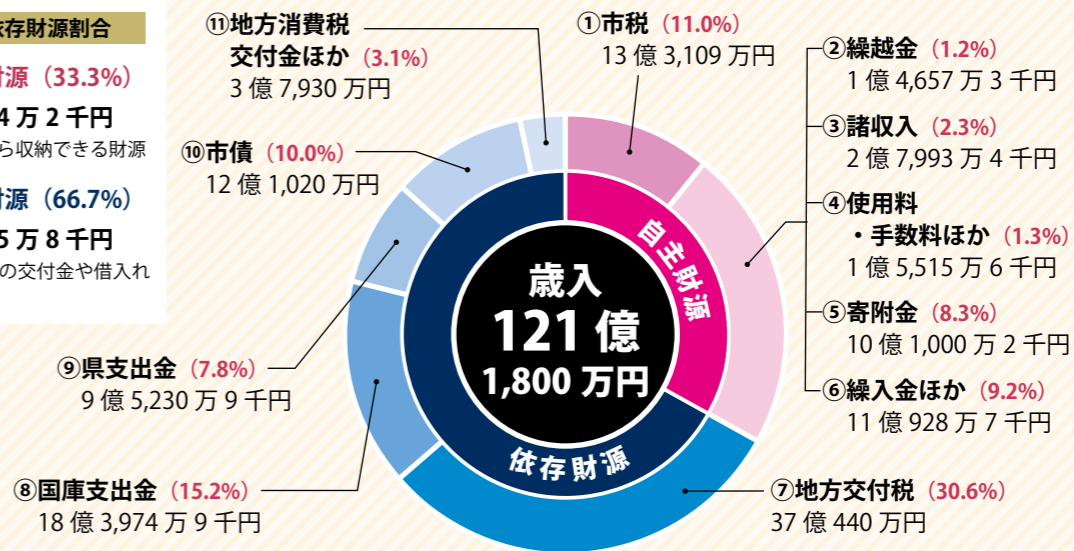 存財源割合
源（33.3%）
4万2千円
ら収納できる財源
源（66.7%）
5万8千円
の交付金や借入れ
⑪地方消費税
交付金ほか（3.1%）
3億7,930万円
①市税（11.0%）
13億3,109万円
②繰越金（1.2%）
1億4,657万3千円
③諸収入（2.3%）
2億7,993万4千円
④使用料
・手数料ほか（1.3%）
1億5,515万6千円
⑤寄附金（8.3%）
10億1,000万2千円
⑥繰入金ほか（9.2%）
11億928万7千円
⑦地方交付税（30.6%）
37億440万円
⑧国庫支出金（15.2%）
18億3,974万9千円
⑨県支出金（7.8%）
9億5,230万9千円
⑩市債（10.0%）
12億1,020万円
自主財源
歳入
121億
1,800万円
依存財源